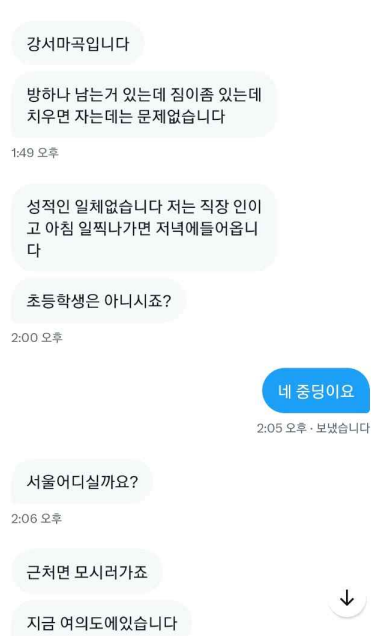 강서마곡입니다
방하나 남는거 있는데 짐이좀 있는데
치우면 자는데는 문제없습니다
1:49 오후
성적인 일체없습니다 저는 직장 인이
고 아침 일찍나가면 저녁에들어옵니
다
초등학생은 아니시죠?
2:00 오후
네 중딩이요
2:05 오후 · 보냈습니다
서울어디실까요?
2:06 오후
근처면 모시러가죠
지금 여의도에있습니다